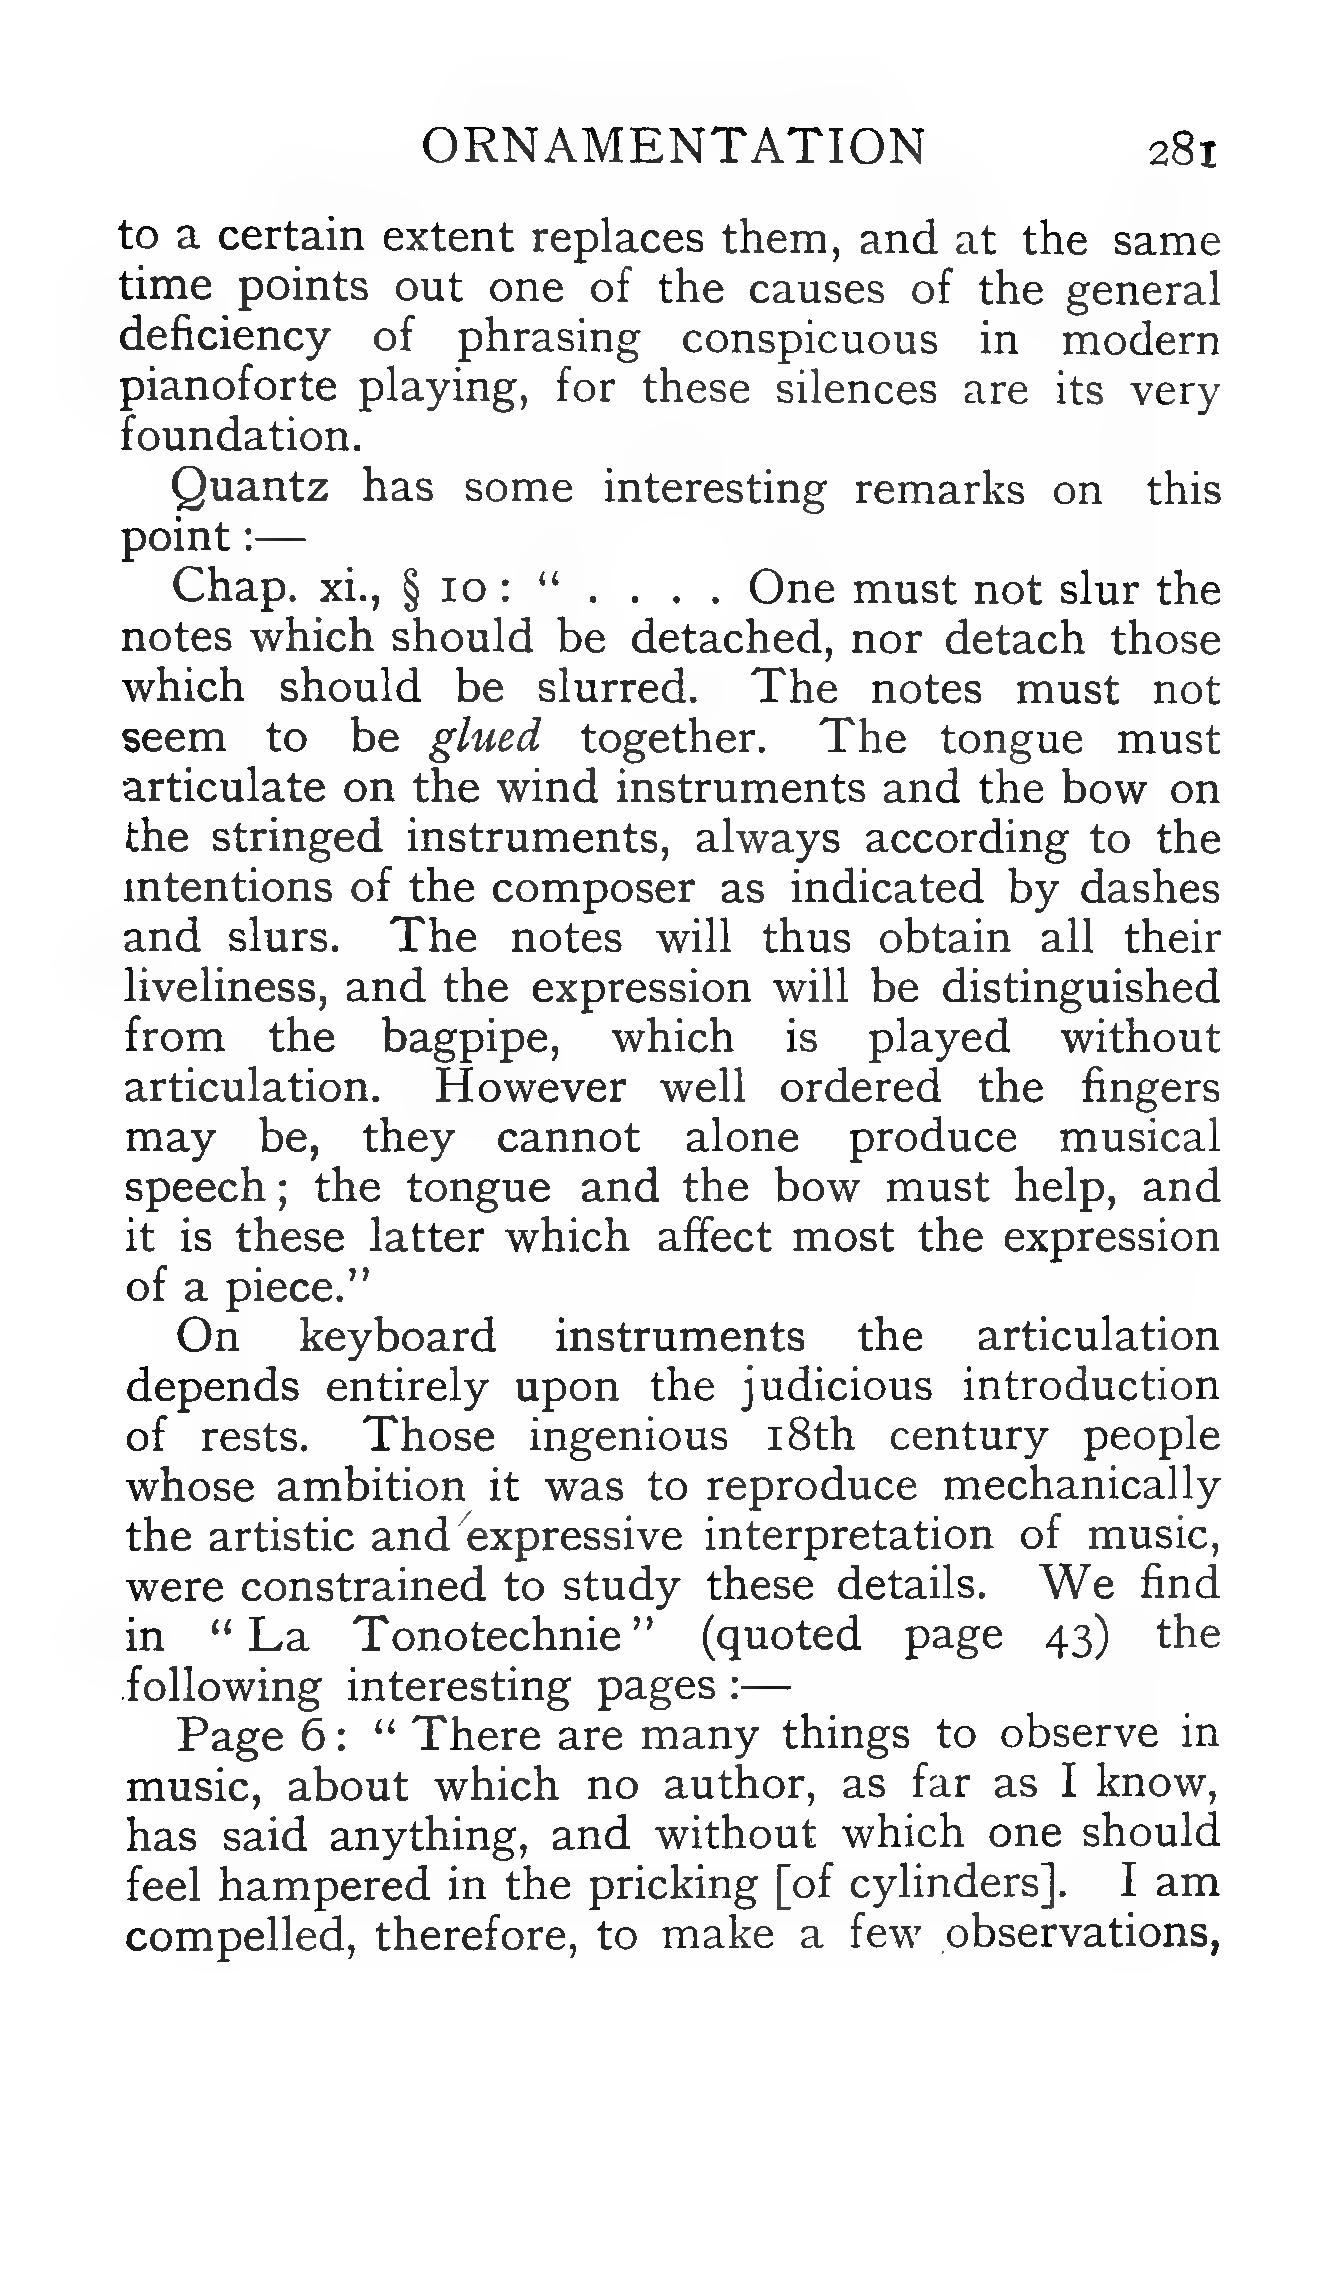 ORNAMENTATION 281
to a certain extent replaces them, and at the same
time points out one of the causes of the general
deficiency of phrasing conspicuous in modern
pianoforte playing, for these silences are its very
foundation.
Quantz has some interesting remarks on this
point :—
Chap. xi., § 10 : “ . . . . One must not slur the
notes which should be detached, nor detach those
which should be slurred. The notes must not
seem to be glued together. The tongue must
articulate on the wind instruments and the bow on
the stringed instruments, always according to the
intentions of the composer as indicated by dashes
and slurs. The notes will thus obtain all their
liveliness, and the expression will be distinguished
from the bagpipe, which is played without
articulation. However well ordered the fingers
may be, they cannot alone produce musical
speech ; the tongue and the bow must help, and
it is these latter which affect most the expression
of a piece.”
On keyboard instruments the articulation
depends entirely upon the judicious introduction
of rests. Those ingenious 18th century people
whose ambition it was to reproduce mechanically
the artistic and expressive interpretation of music,
were constrained to study these details. We find
in “ La Tonotechnie ” (quoted page 43) the
following interesting pages :—
Page 6 : “ There are many things to observe in
music, about which no author, as far as I know,
has said anything, and without which one should
feel hampered in the pricking [of cylinders]. I am
compelled, therefore, to make a few observations,